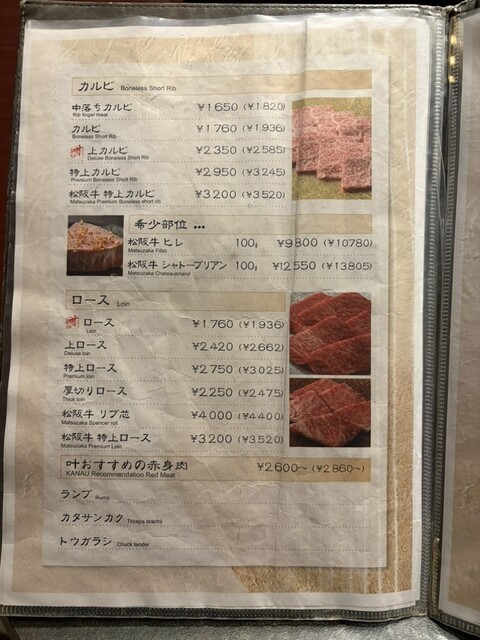 カルビ Boneless Short Rib
中落ちカルビ ¥1650 (¥1820)
Rib finger meat
カルビ ¥1760 (¥1,936)
Boneless Short Rib
上カルビ ¥2350 (¥2585)
Deluxe Boneless Short Rib
特上カルビ ¥2950 (¥3245)
Premium Boneless Short Rib
松阪牛 特上カルビ ¥3200 (¥3520)
Matsuzaka Premium Boneless Short rib
希少部位 ...
松阪牛 ヒレ 100g ¥9800 (¥10780)
Matsuzaka Fillet
松阪牛 シャトーブリアン 100g ¥12550 (¥13805)
Matsuzaka Chateaubriand
ロース Loin
ロース ¥1760 (¥1936)
Loin
上ロース ¥2420 (¥2662)
Deluxe loin
特上ロース ¥2750 (¥3025)
Premium loin
厚切りロース ¥2250 (¥2475)
Thick loin
松阪牛 リブ芯 ¥4000 (¥4400)
Matsuzaka Spencer roll
松阪牛 特上ロース ¥3200 (¥3520)
Matsuzaka Premium Loin
叶おすすめの赤身肉 ¥2600〜 (¥2860〜)
KANAU Recommendation Red Meat
ランプ Rump
カタサンカク Triceps brachii
トウガラシ Chuck tender